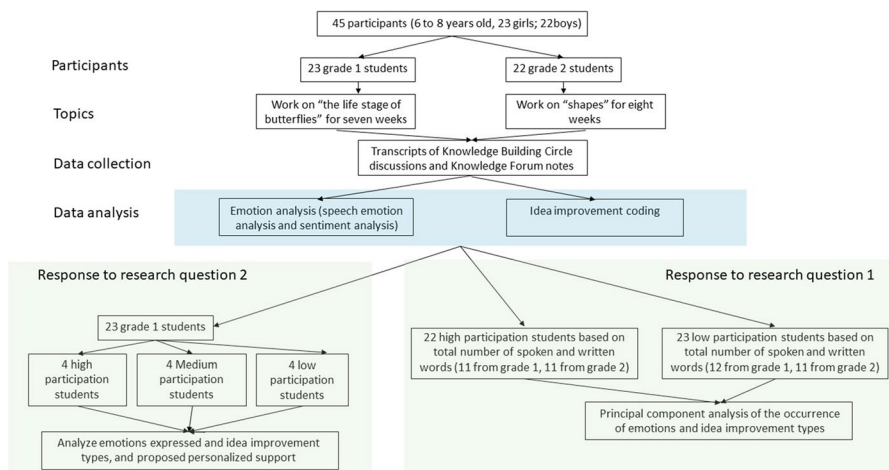 45 participants (6 to 8 years old, 23 girls; 22boys)
Participants
23 grade 1 students
22 grade 2 students
Topics
Work on “the life stage of
butterflies” for seven weeks
Work on “shapes” for eight
weeks
Data collection
Transcripts of Knowledge Building Circle
discussions and Knowledge Forum notes
Data analysis
Emotion analysis (speech emotion
analysis and sentiment analysis)
Idea improvement coding
Response to research question 2
23 grade 1 students
4 high
participation
students
4 Medium
participation
students
4 low
participation
students
Analyze emotions expressed and idea improvement
types, and proposed personalized support
Response to research question 1
22 high participation students based on
total number of spoken and written
words (11 from grade 1, 11 from grade 2)
23 low participation students based on
total number of spoken and written
words (12 from grade 1, 11 from grade 2)
Principal component analysis of the occurrence
of emotions and idea improvement types